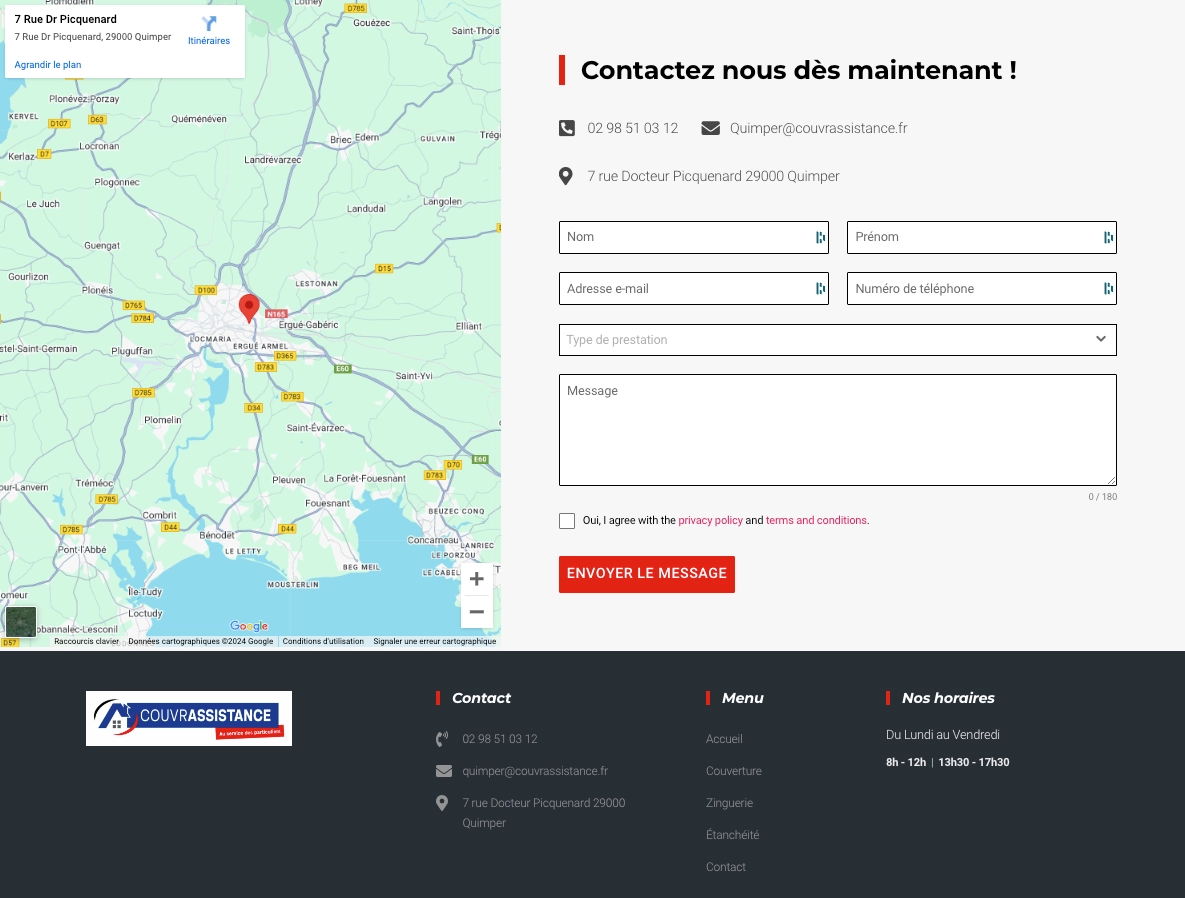 Plomodiern
Lothey
D785
Gouézec
Saint-Thois
7 Rue Dr Picquenard
7 Rue Dr Picquenard, 29000 Quimper
Itinéraires
Agrandir le plan
Plonévez-Porzay
KERVEL
D107
D63
Quéménéven
Briec
Edern
GULVAIN
Trég
Kerlaz
D7
Locronan
Landrévarzec
Plogonnec
Le Juch
Landudal
Langolen
Guengat
D15
Gourlizon
Plonéis
D100
LESTONAN
D765
D784
N165
Ergué-Gabéric
Elliant
LOCMARIA
ERGUÉ ARMEL
stel-Saint-Germain
Pluguffan
D365
D783
E60
Saint-Yvi
D785
D783
D34
Plomelin
Saint-Évarzec
E60
D70
D783
Pleuven
La Forêt-Fouesnant
our-Lanvern
Tréméoc
D785
Fouesnant
BEUZEC CONQ
Combrit
D785
D44
D44
Bénodet
Concarneau
LANRIEC
Pont-l'Abbé
LE LETTY
LE PORZOU
BEG MEIL
LE CABEL
MOUSTERLIN
omeur
Île-Tudy
Loctudy
obannalec-Lesconil
Google
D57
Raccourcis clavier
Données cartographiques ©2024 Google
Conditions d'utilisation
Signaler une erreur cartographique
Contactez nous dès maintenant !
02 98 51 03 12
Quimper@couvrassistance.fr
7 rue Docteur Picquenard 29000 Quimper
Nom
Prénom
Adresse e-mail
Numéro de téléphone
Type de prestation
Message
0 / 180
Oui, I agree with the privacy policy and terms and conditions.
ENVOYER LE MESSAGE
COUVRASSISTANCE
Au service des particuliers
Contact
02 98 51 03 12
quimper@couvrassistance.fr
7 rue Docteur Picquenard 29000
Quimper
Menu
Accueil
Couverture
Zinguerie
Étanchéité
Contact
Nos horaires
Du Lundi au Vendredi
8h - 12h | 13h30 - 17h30